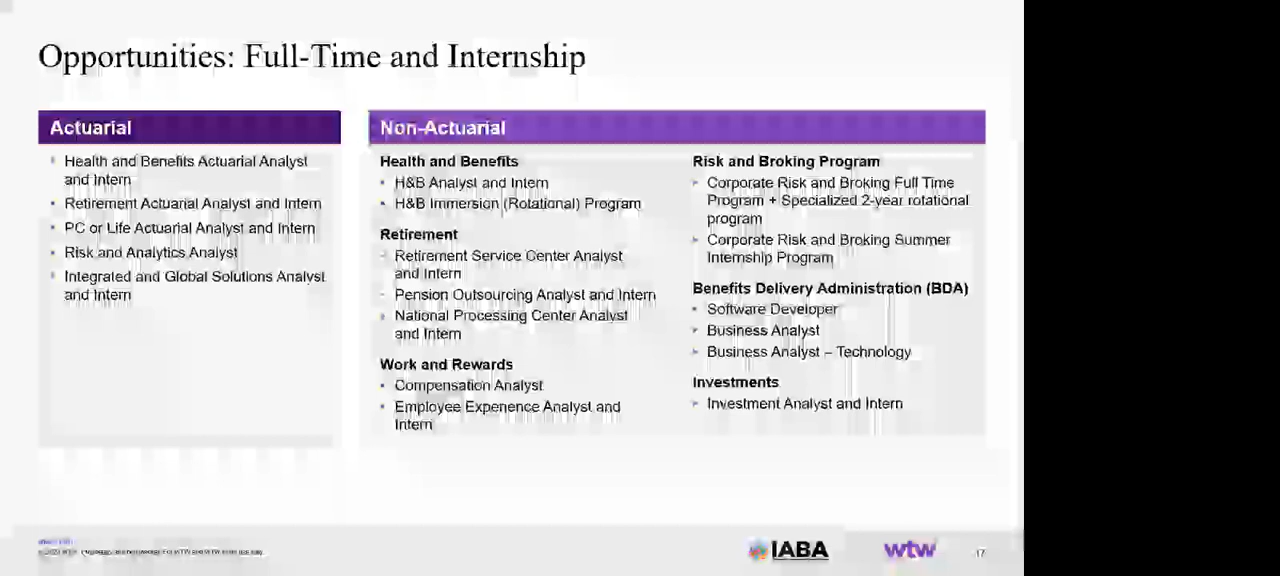 Opportunities: Full-Time and Internship
Actuarial
Health and Benefits Actuarial Analyst
and Intern
Retirement Actuarial Analyst and Intern
PC or Life Actuarial Analyst and Intern
Risk and Analytics Analyst
Integrated and Global Solutions Analyst
and Intern
Non-Actuarial
Health and Benefits
H&B Analyst and Intern
H&B Immersion (Rotational) Program
Retirement
Retirement Service Center Analyst
and Intern
Pension Outsourcing Analyst and Intern
National Processing Center Analyst
and Intern
Work and Rewards
Compensation Analyst
Employee Experience Analyst and
Intern
Risk and Broking Program
Corporate Risk and Broking Full Time
Program + Specialized 2-year rotational
program
Corporate Risk and Broking Summer
Internship Program
Benefits Delivery Administration (BDA)
Software Developer
Business Analyst
Business Analyst – Technology
Investments
Investment Analyst and Intern
IABA
wtw
17